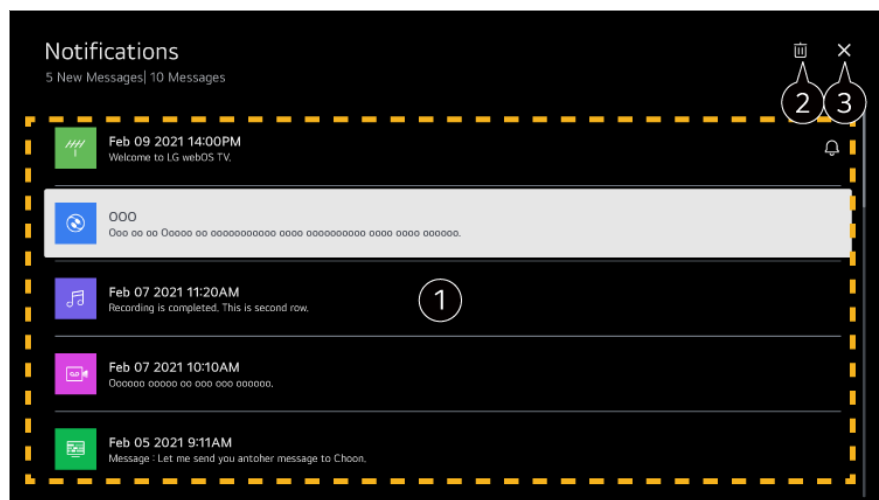 Notifications
5 New Messages| 10 Messages
2
3
Feb 09 2021 14:00PM
Welcome to LG webOS TV.
OOO
Ooo oo oo Ooooo oo ooooooooooo oooo oooooooooo oooo oooo oooooo.
Feb 07 2021 11:20AM
Recording is completed. This is second row.
1
Feb 07 2021 10:10AM
Oooooo ooooo oo ooo ooo oooooo.
Feb 05 2021 9:11AM
Message : Let me send you antoher message to Choon.